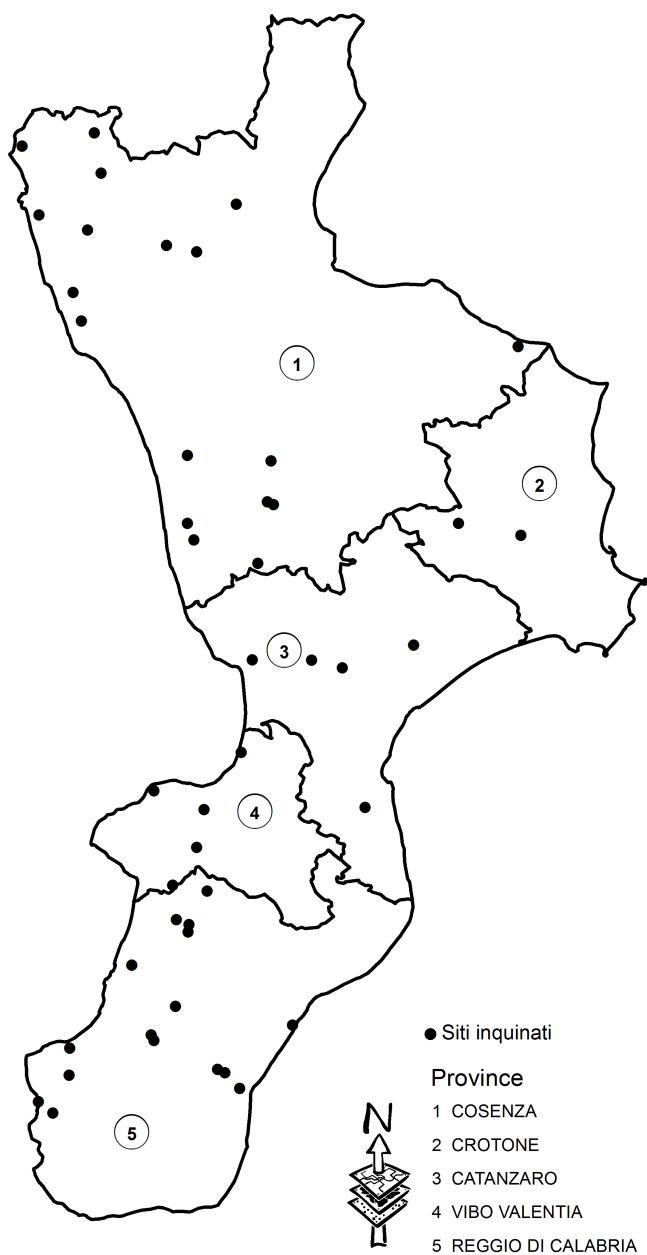 1
2
3
4
5
● Siti inquinati
Province
N
1 COSENZA
2 CROTONE
3 CATANZARO
4 VIBO VALENTIA
5 REGGIO DI CALABRIA